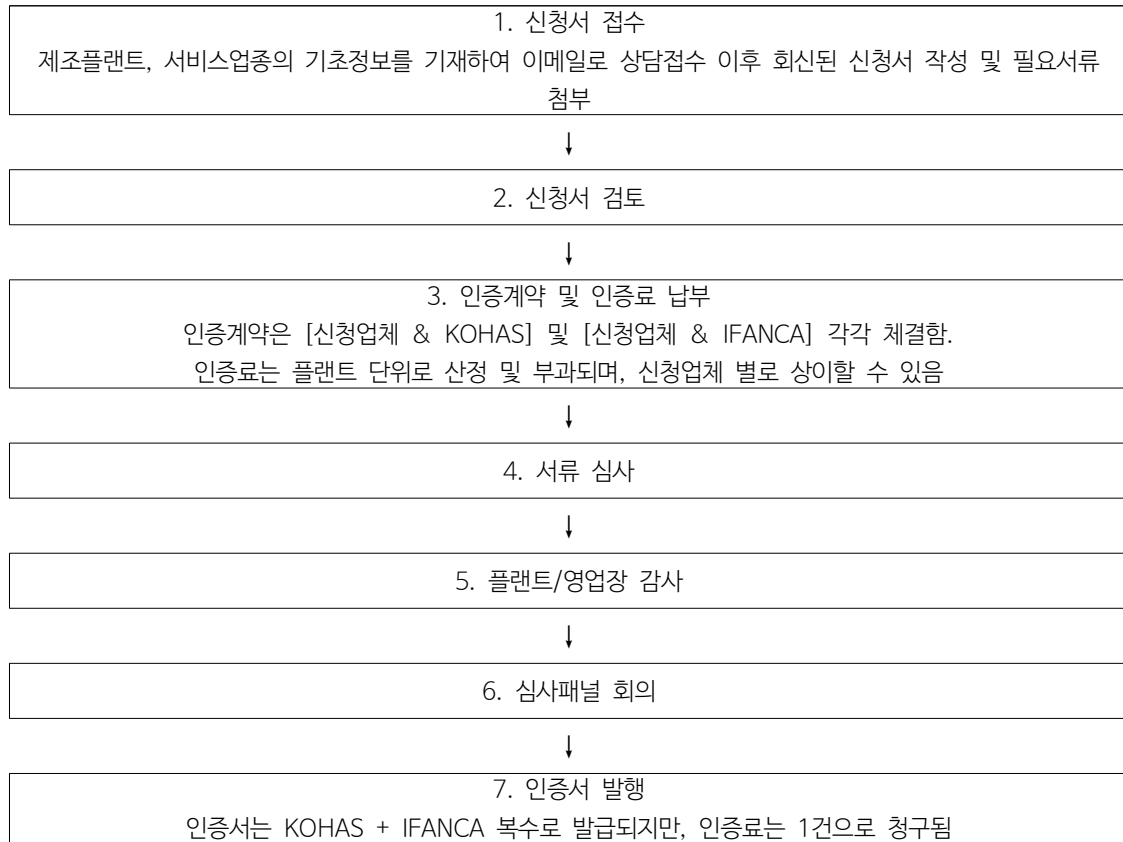 1. 신청서 접수
제조플랜트, 서비스업종의 기초정보를 기재하여 이메일로 상담접수 이후 회신된 신청서 작성 및 필요서류
첨부
↓
2. 신청서 검토
↓
3. 인증계약 및 인증료 납부
인증계약은 [신청업체 & KOHAS] 및 [신청업체 & IFANCA] 각각 체결함.
인증료는 플랜트 단위로 산정 및 부과되며, 신청업체 별로 상이할 수 있음
↓
4. 서류 심사
↓
5. 플랜트/영업장 감사
↓
6. 심사패널 회의
↓
7. 인증서 발행
인증서는 KOHAS + IFANCA 복수로 발급되지만, 인증료는 1건으로 청구됨